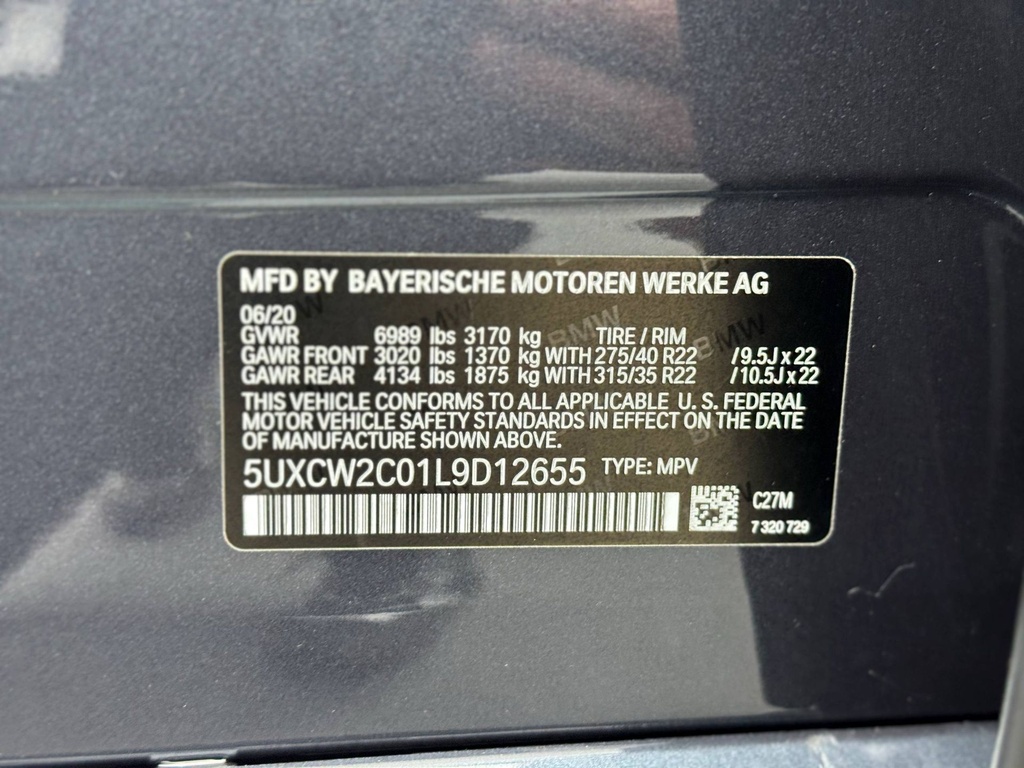 MFD BY BAYERISCHE MOTOREN WERKE AG
06/20
GVWR 6989 lbs 3170 kg TIRE / RIM
GAWR FRONT 3020 lbs 1370 kg WITH 275/40 R22 /9.5J x 22
GAWR REAR 4134 lbs 1875 kg WITH 315/35 R22 /10.5J x 22
THIS VEHICLE CONFORMS TO ALL APPLICABLE U. S. FEDERAL
MOTOR VEHICLE SAFETY STANDARDS IN EFFECT ON THE DATE
OF MANUFACTURE SHOWN ABOVE.
5UXCW2C01L9D12655 TYPE: MPV
C27M
7 320 729